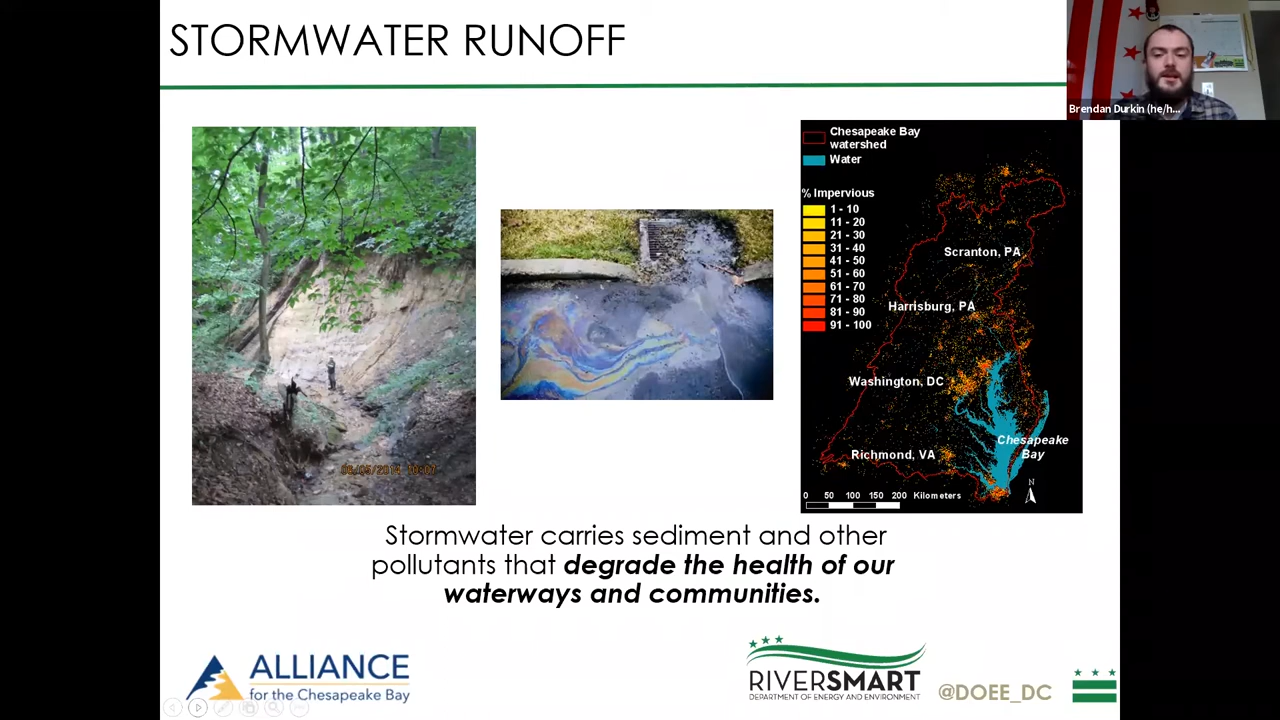 STORMWATER RUNOFF
Brendan Durkin (he/h...
Chesapeake Bay
watershed
Water
% Impervious
1 - 10
11 - 20
21 - 30
31 - 40
41 - 50
51 - 60
61 - 70
71 - 80
81 - 90
91 - 100
Scranton, PA
Harrisburg, PA
Washington, DC
Richmond, VA
Chesapeake
Bay
N
0 50 100 150 200 Kilometers
Stormwater carries sediment and other
pollutants that degrade the health of our
waterways and communities.
ALLIANCE
for the Chesapeake Bay
RIVERSMART
DEPARTMENT OF ENERGY AND ENVIRONMENT
@DOEE_DC